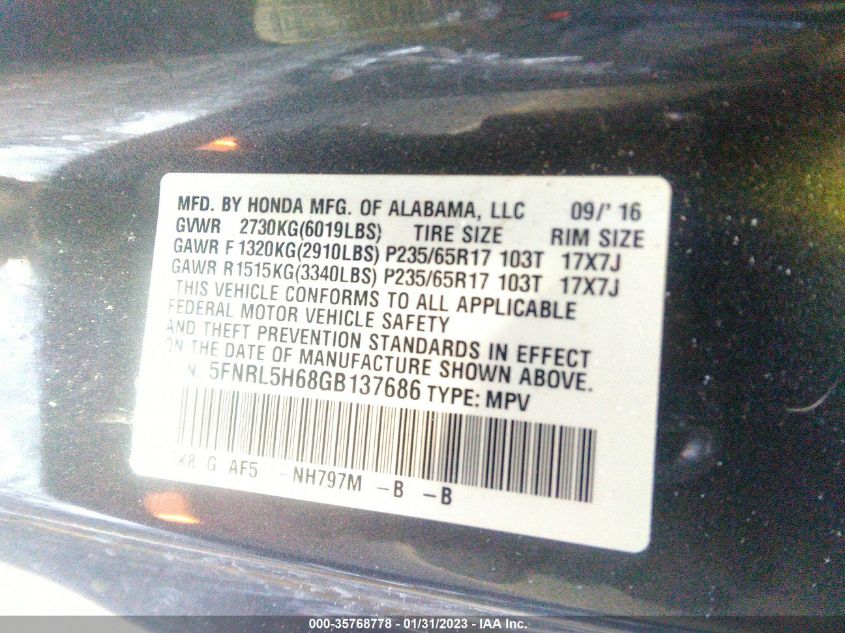 MFD. BY HONDA MFG. OF ALABAMA, LLC 09/' 16
GVWR 2730KG(6019LBS) TIRE SIZE RIM SIZE
GAWR F 1320KG(2910LBS) P235/65R17 103T 17X7J
GAWR R1515KG(3340LBS) P235/65R17 103T 17X7J
THIS VEHICLE CONFORMS TO ALL APPLICABLE
FEDERAL MOTOR VEHICLE SAFETY
AND THEFT PREVENTION STANDARDS IN EFFECT
ON THE DATE OF MANUFACTURE SHOWN ABOVE.
5FNRL5H68GB137686 TYPE: MPV
K8 G AF5 -NH797M -B -B
000-35768778 - 01/31/2023 - IAA Inc.